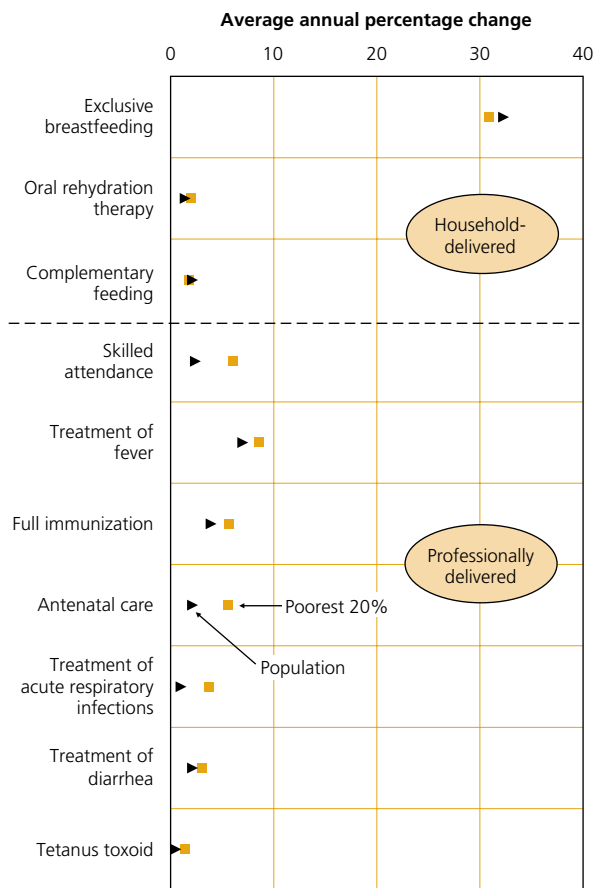 Average annual percentage change
0 10 20 30 40
Exclusive
breastfeeding
Oral rehydration
therapy
Household-
delivered
Complementary
feeding
Skilled
attendance
Treatment of
fever
Full immunization
Professionally
delivered
Antenatal care
Poorest 20%
Population
Treatment of
acute respiratory
infections
Treatment of
diarrhea
Tetanus toxoid